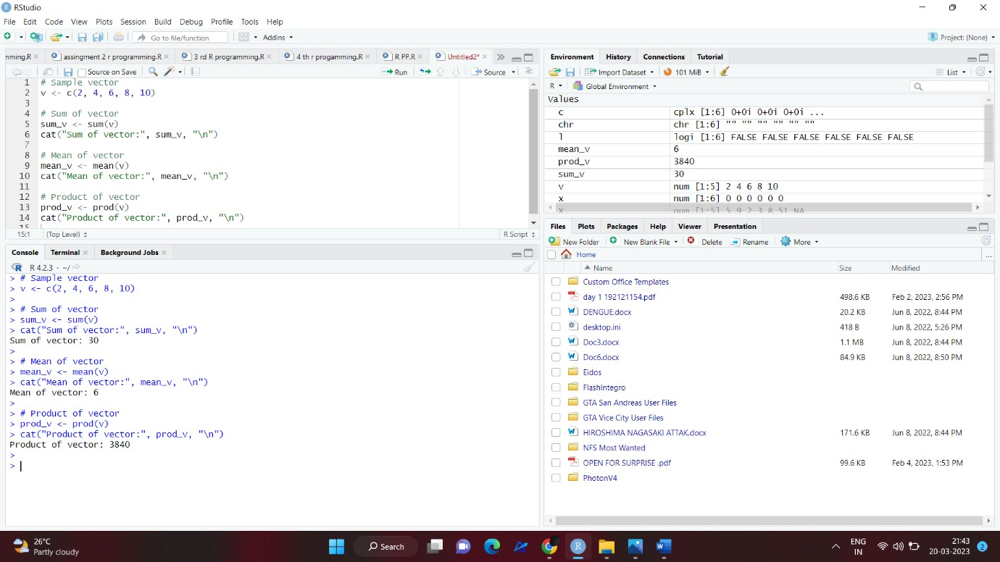 RStudio
File Edit Code View Plots Session Build Debug Profile Tools Help
Go to file/function Addins Project: (None)
nming.R assingment 2 r programming.R 3 rd R programming.R 4 th r progamming.R R PP.R Untitled2*
Source on Save Run Source
1 # Sample vector
2 v <- c(2, 4, 6, 8, 10)
3
4 # Sum of vector
5 sum_v <- sum(v)
6 cat("Sum of vector:", sum_v, "\n")
7
8 # Mean of vector
9 mean_v <- mean(v)
10 cat("Mean of vector:", mean_v, "\n")
11
12 # Product of vector
13 prod_v <- prod(v)
14 cat("Product of vector:", prod_v, "\n")
15
15:1 (Top Level) R Script
Console Terminal Background Jobs
R 4.2.3 · ~/
> # Sample vector
> v <- c(2, 4, 6, 8, 10)
>
> # Sum of vector
> sum_v <- sum(v)
> cat("Sum of vector:", sum_v, "\n")
Sum of vector: 30
>
> # Mean of vector
> mean_v <- mean(v)
> cat("Mean of vector:", mean_v, "\n")
Mean of vector: 6
>
> # Product of vector
> prod_v <- prod(v)
> cat("Product of vector:", prod_v, "\n")
Product of vector: 3840
>
>
Environment History Connections Tutorial
Import Dataset 101 MiB List
R Global Environment
Values
c cplx [1:6] 0+0i 0+0i 0+0i ...
chr chr [1:6] "" "" "" "" "" ""
l logi [1:6] FALSE FALSE FALSE FALSE FALSE FALSE
mean_v 6
prod_v 3840
sum_v 30
v num [1:5] 2 4 6 8 10
x num [1:6] 0 0 0 0 0 0
Files Plots Packages Help Viewer Presentation
New Folder New Blank File Delete Rename More
Home ...
Name Size Modified
Custom Office Templates
day 1 192121154.pdf 498.6 KB Feb 2, 2023, 2:56 PM
DENGUE.docx 20.2 KB Jun 8, 2022, 8:44 PM
desktop.ini 418 B Jun 8, 2022, 5:26 PM
Doc3.docx 1.1 MB Jun 8, 2022, 8:44 PM
Doc6.docx 84.9 KB Jun 8, 2022, 8:50 PM
Eidos
FlashIntegro
GTA San Andreas User Files
GTA Vice City User Files
HIROSHIMA NAGASAKI ATTAK.docx 171.6 KB Jun 8, 2022, 8:44 PM
NFS Most Wanted
OPEN FOR SURPRISE .pdf 99.6 KB Feb 4, 2023, 1:53 PM
PhotonV4
26°C
Partly cloudy
Search
ENG
IN
21:43
20-03-2023
2